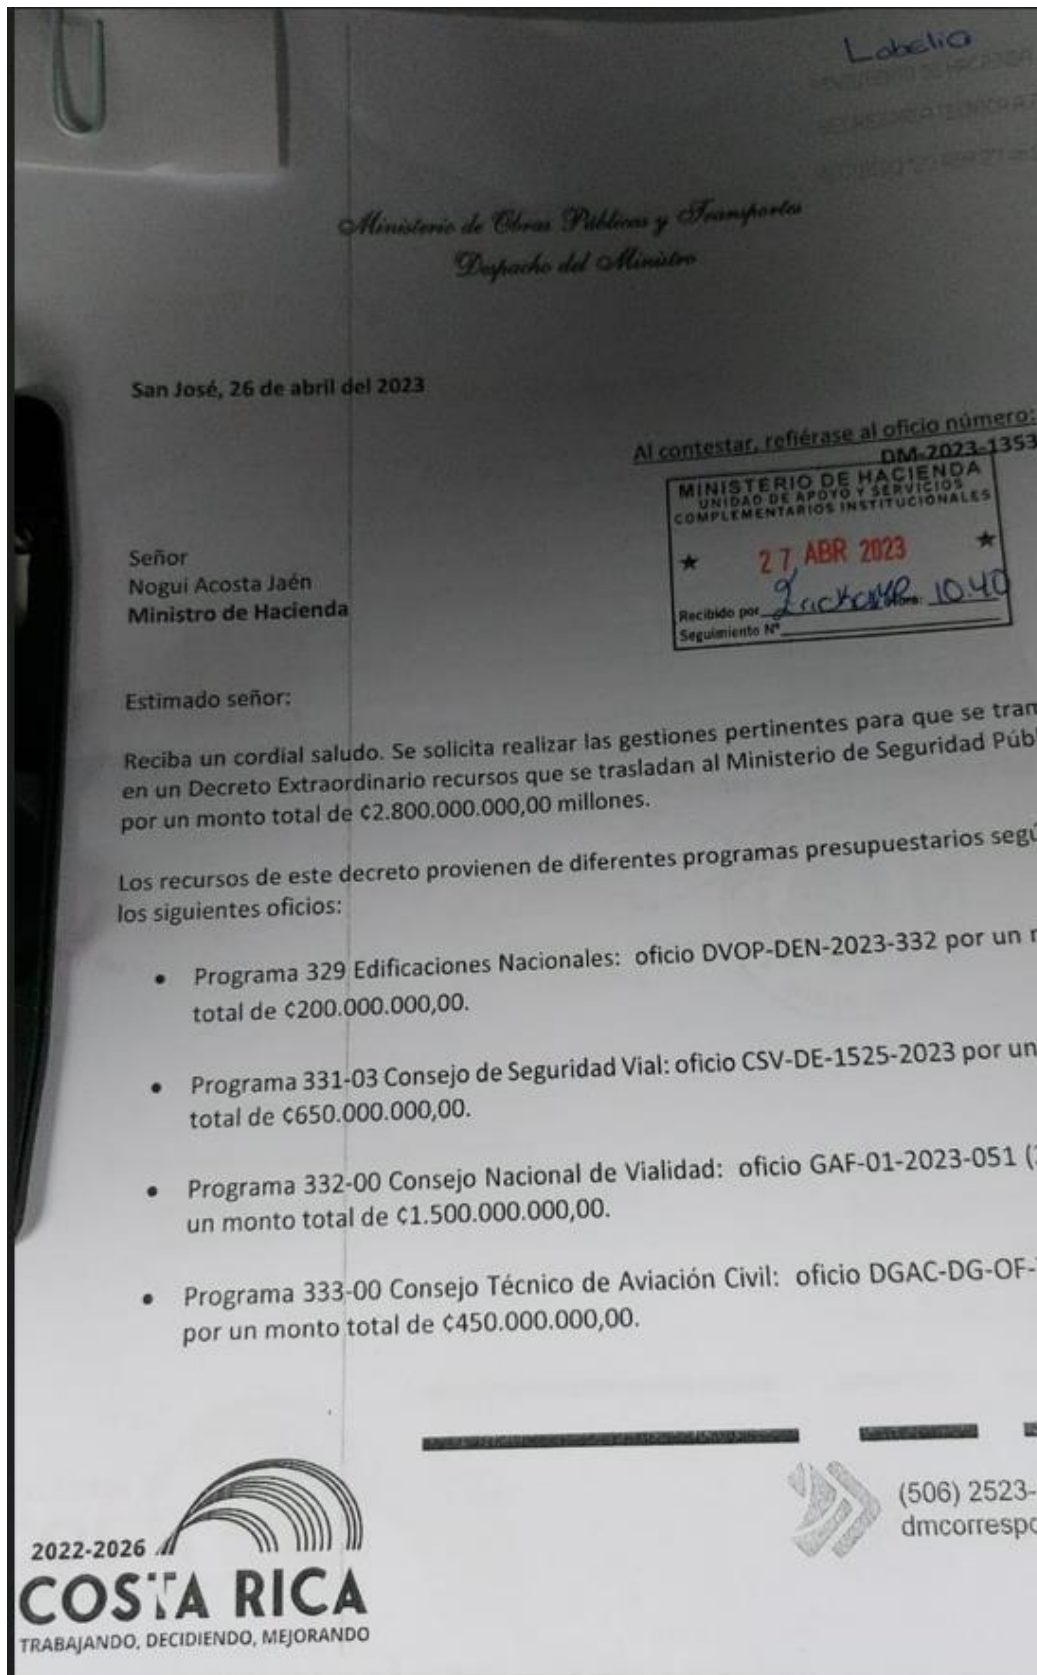 Lobelia
Ministerio de Obras Públicas y Transportes
Despacho del Ministro
San José, 26 de abril del 2023
Al contestar, refiérase al oficio número:
DM-2023-1353
MINISTERIO DE HACIENDA
UNIDAD DE APOYO Y SERVICIOS
COMPLEMENTARIOS INSTITUCIONALES
★ 27 ABR 2023 ★
Recibido por Hora: 10:40
Seguimiento N°
Señor
Nogui Acosta Jaén
Ministro de Hacienda
Estimado señor:
Reciba un cordial saludo. Se solicita realizar las gestiones pertinentes para que se tram
en un Decreto Extraordinario recursos que se trasladan al Ministerio de Seguridad Públ
por un monto total de ¢2.800.000.000,00 millones.
Los recursos de este decreto provienen de diferentes programas presupuestarios segú
los siguientes oficios:
• Programa 329 Edificaciones Nacionales: oficio DVOP-DEN-2023-332 por un
total de ¢200.000.000,00.
• Programa 331-03 Consejo de Seguridad Vial: oficio CSV-DE-1525-2023 por un
total de ¢650.000.000,00.
• Programa 332-00 Consejo Nacional de Vialidad: oficio GAF-01-2023-051 (
un monto total de ¢1.500.000.000,00.
• Programa 333-00 Consejo Técnico de Aviación Civil: oficio DGAC-DG-OF-
por un monto total de ¢450.000.000,00.
2022-2026
COSTA RICA
TRABAJANDO, DECIDIENDO, MEJORANDO
(506) 2523-
dmcorrespo